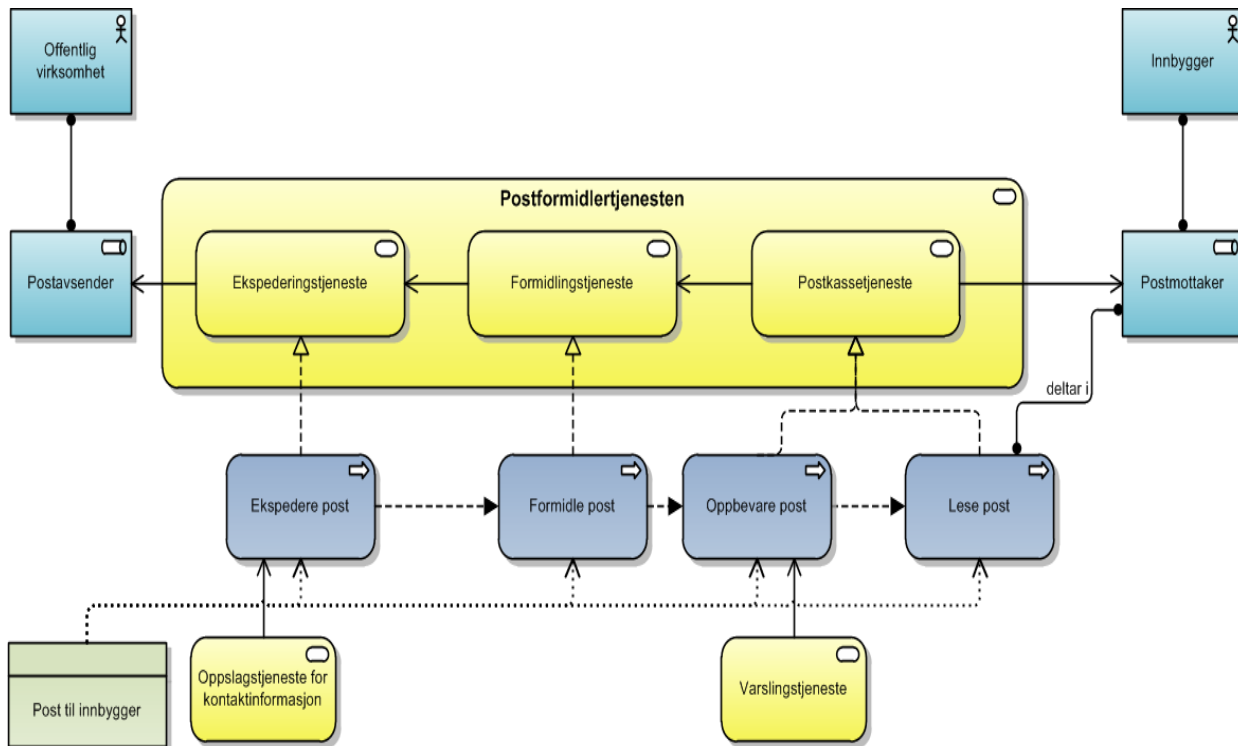 Offentlig
virksomhet
Innbygger
Postformidlertjenesten
Postavsender
Ekspederingstjeneste
Formidlingstjeneste
Postkassetjeneste
Postmottaker
deltar i
Ekspedere post
Formidle post
Oppbevare post
Lese post
Post til innbygger
Oppslagstjeneste for
kontaktinformasjon
Varslingstjeneste